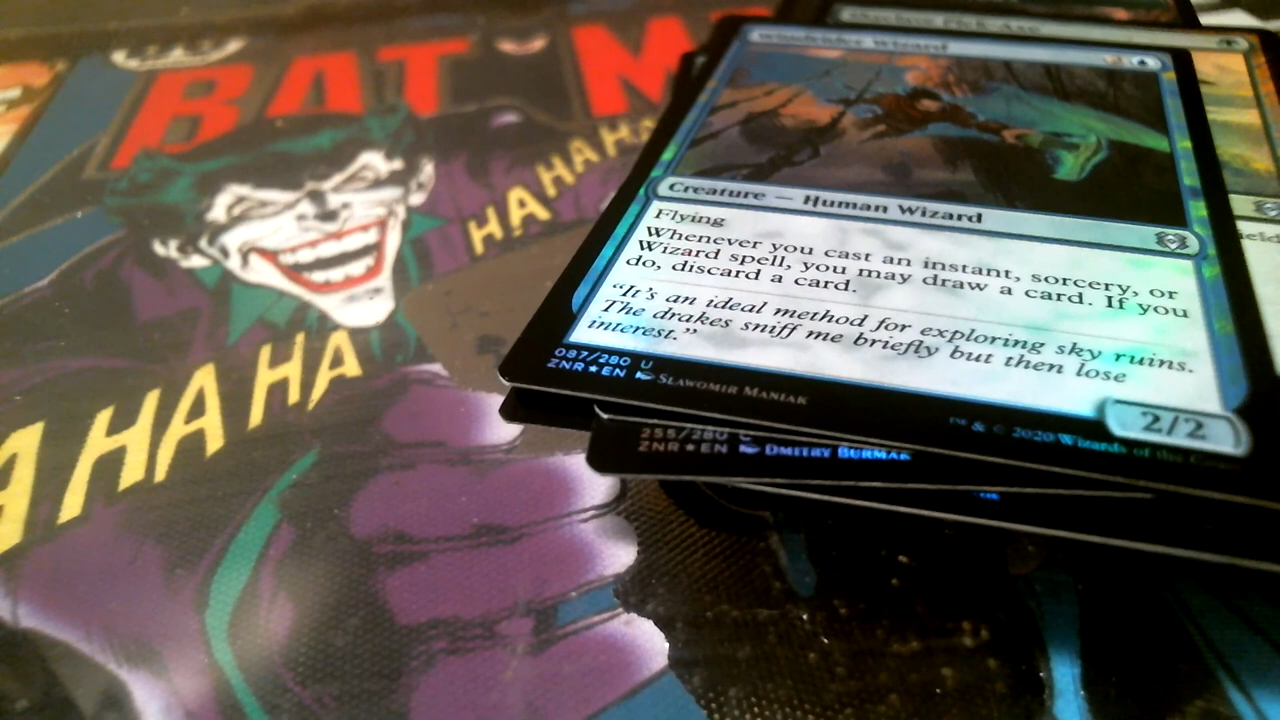 BAT M
HA HA HA
A HA HA HA
Windrider Wizard
Creature — Human Wizard
Flying
Whenever you cast an instant, sorcery, or
Wizard spell, you may draw a card. If you
do, discard a card.
"It's an ideal method for exploring sky ruins.
The drakes sniff me briefly but then lose
interest."
2/2
087/280 U
ZNR★EN SLAWOMIR MANIAK
™ & © 2020 Wizards of the Coast
255/280 C
ZNR★EN DMITRY BURMAK